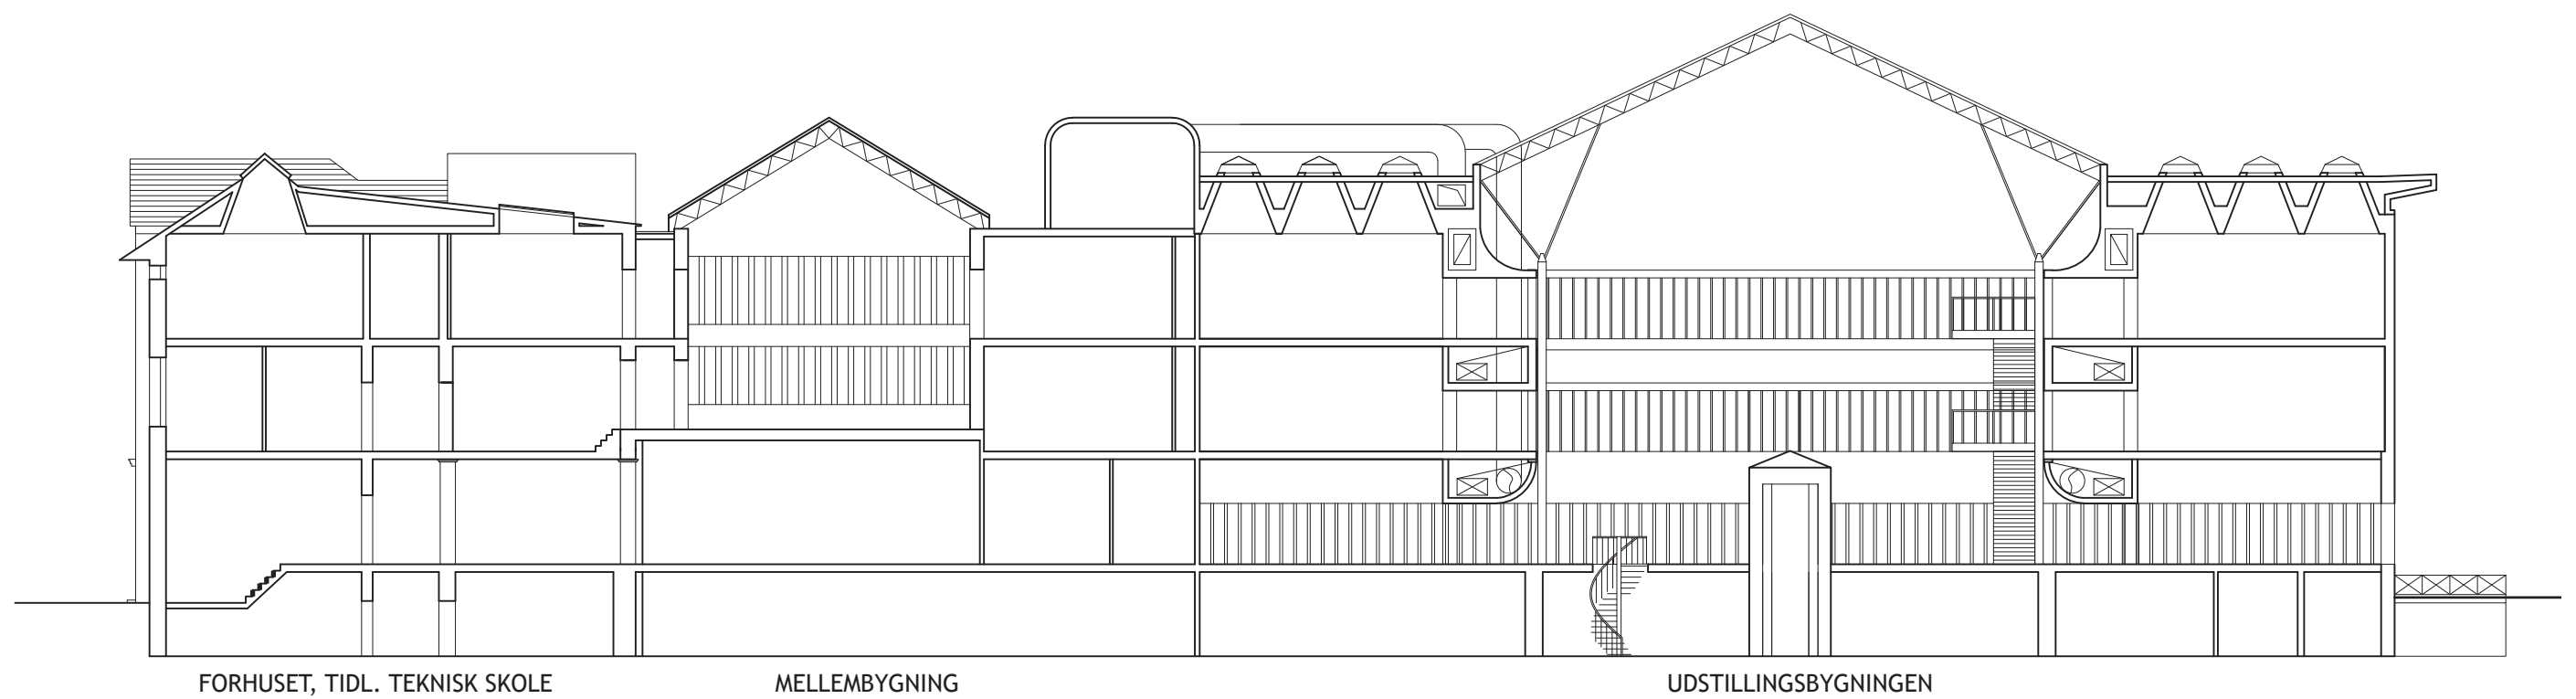 FORHUSET, TIDL. TEKNISK SKOLE
MELLEMBYGNING
UDSTILLINGSBYGNINGEN